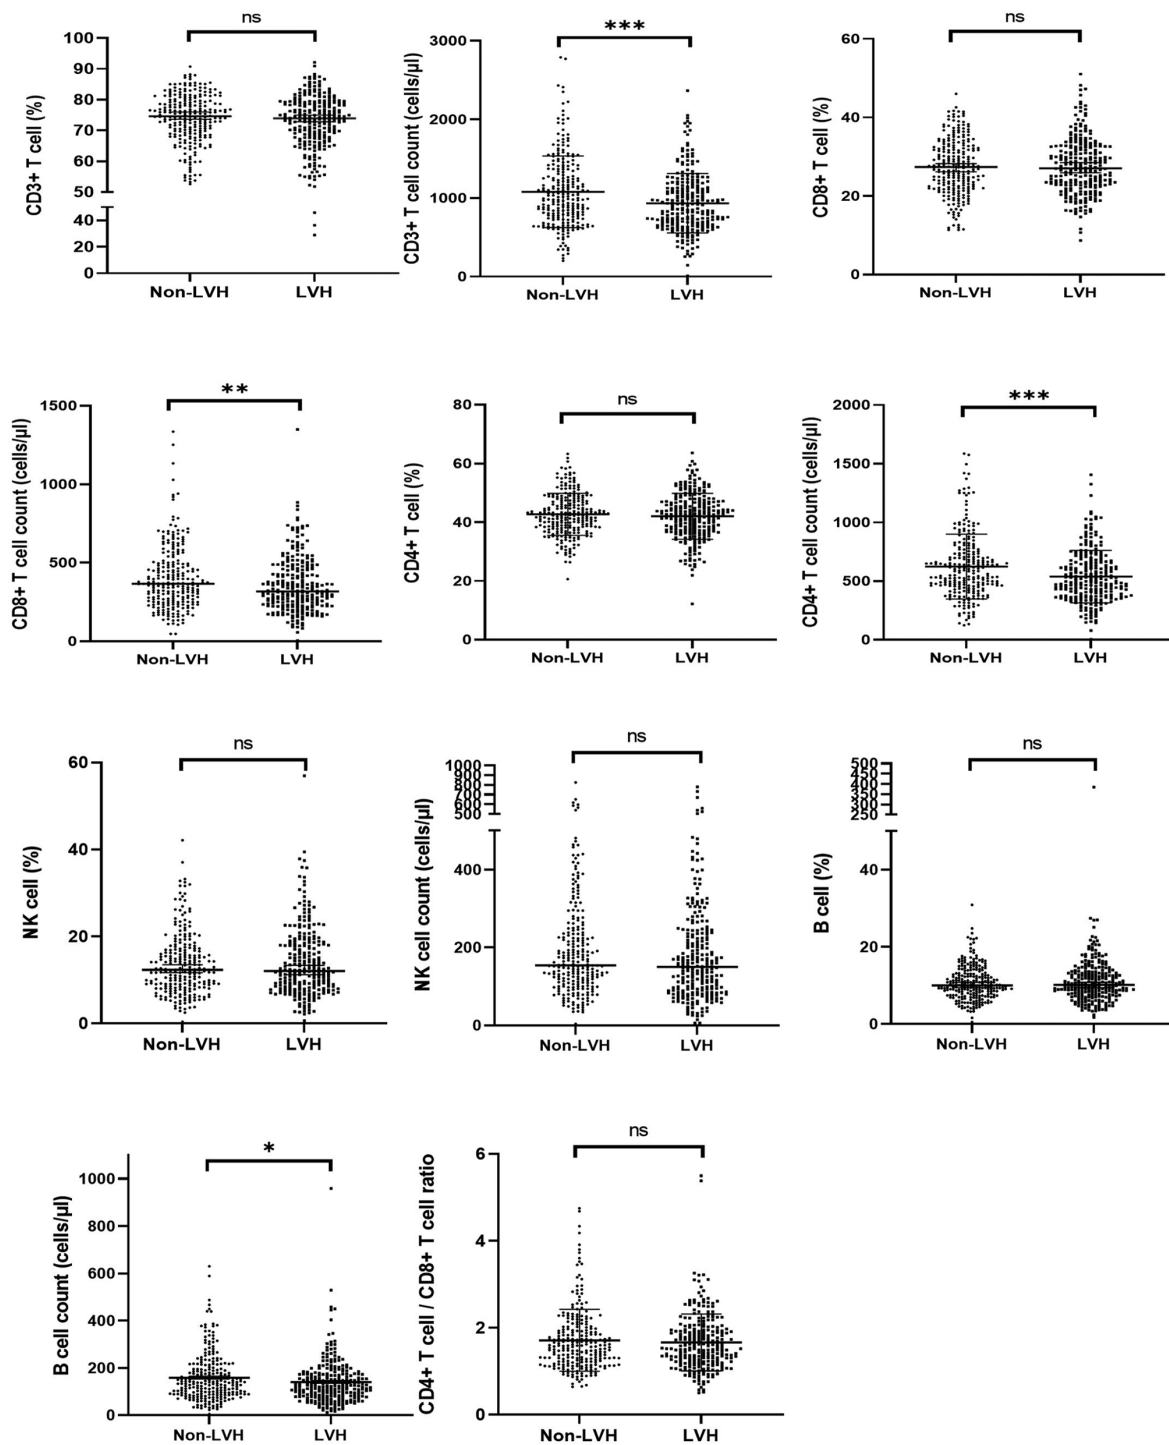 ns
CD3+ T cell (%)
100
90
80
70
60
50
40
20
0
Non-LVH LVH
***
CD3+ T cell count (cells/µl)
3000
2000
1000
0
Non-LVH LVH
ns
CD8+ T cell (%)
60
40
20
0
Non-LVH LVH
**
CD8+ T cell count (cells/µl)
1500
1000
500
0
Non-LVH LVH
ns
CD4+ T cell (%)
80
60
40
20
0
Non-LVH LVH
***
CD4+ T cell count (cells/µl)
2000
1500
1000
500
0
Non-LVH LVH
ns
NK cell (%)
60
40
20
0
Non-LVH LVH
ns
NK cell count (cells/µl)
1000
900
800
700
600
500
400
200
0
Non-LVH LVH
ns
B cell (%)
500
450
400
350
300
250
40
20
0
Non-LVH LVH
*
B cell count (cells/µl)
1000
800
600
400
200
0
Non-LVH LVH
ns
CD4+ T cell / CD8+ T cell ratio
6
4
2
0
Non-LVH LVH